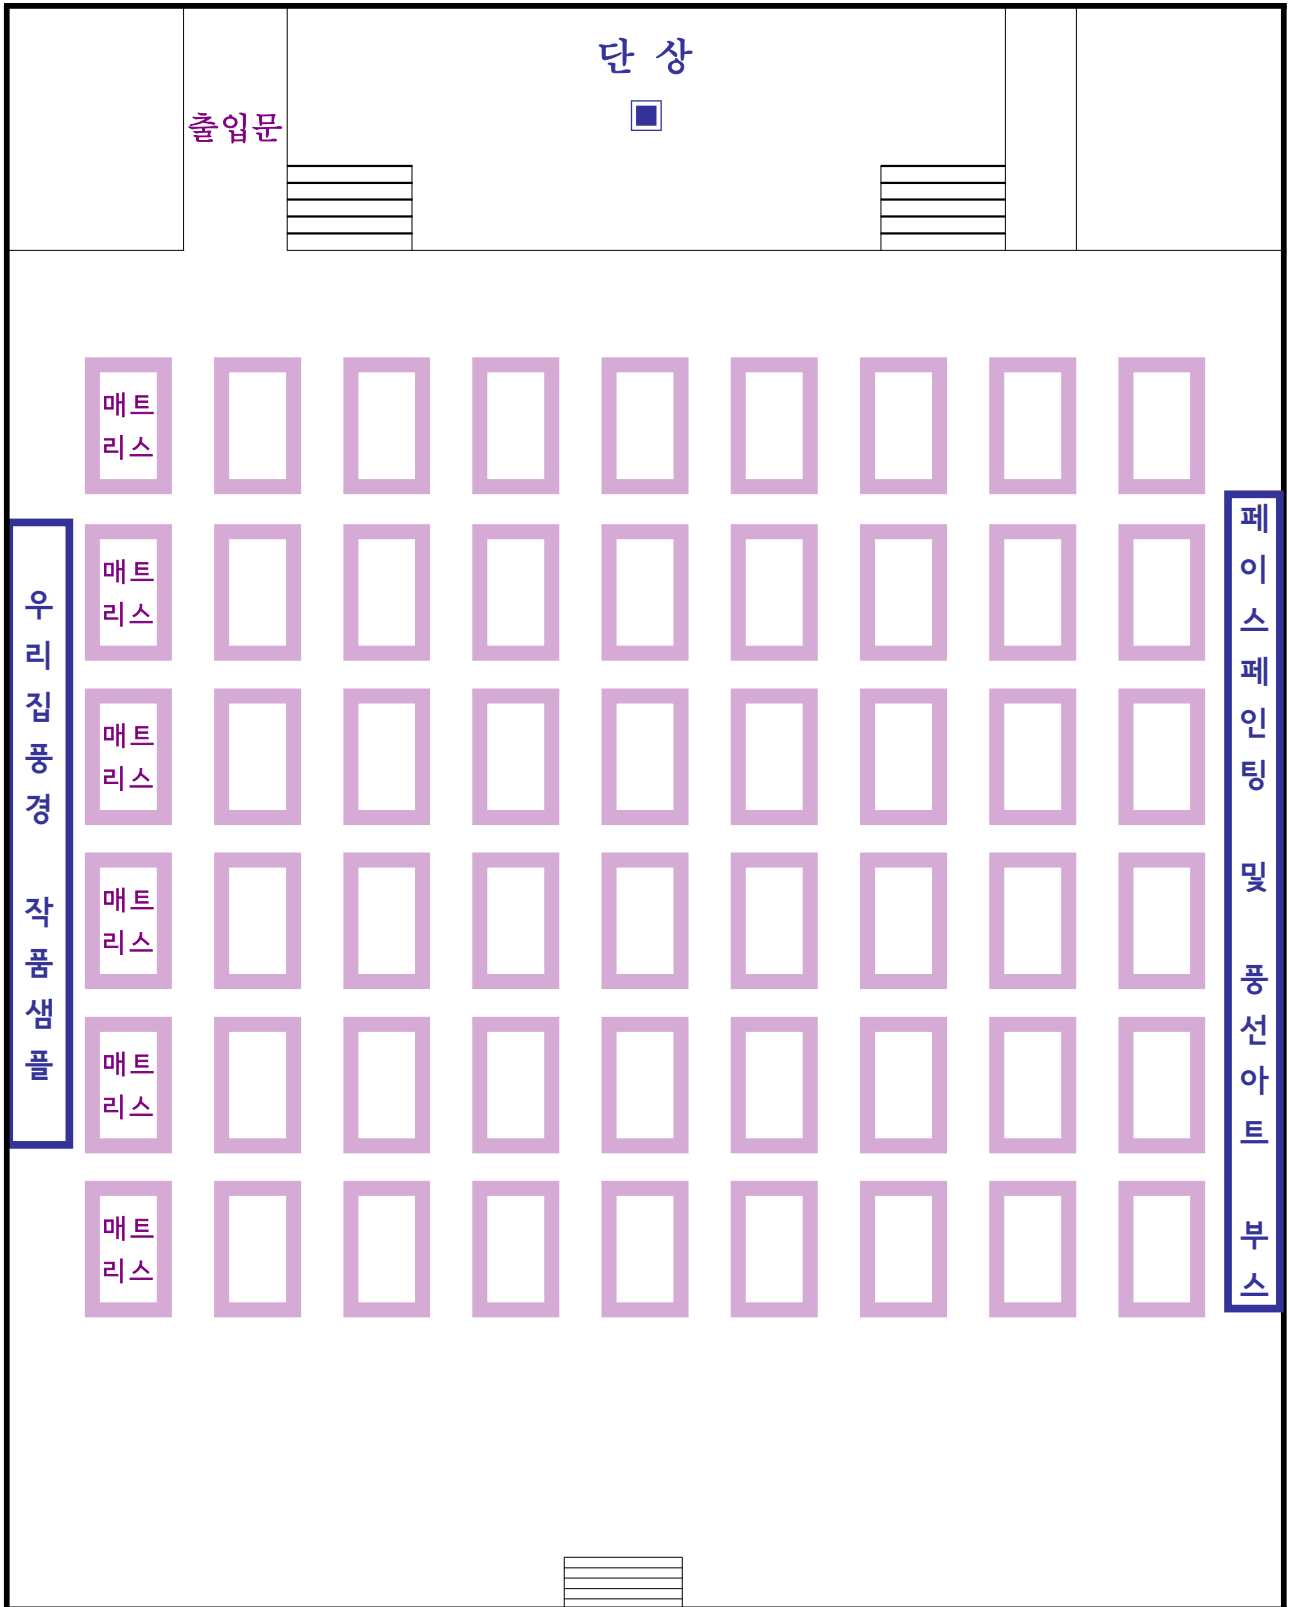 단 상
출입문
매트
리스
매트
리스
매트
리스
매트
리스
매트
리스
매트
리스
우리집풍경 작품샘플
페이스페인팅 및 풍선아트 부스